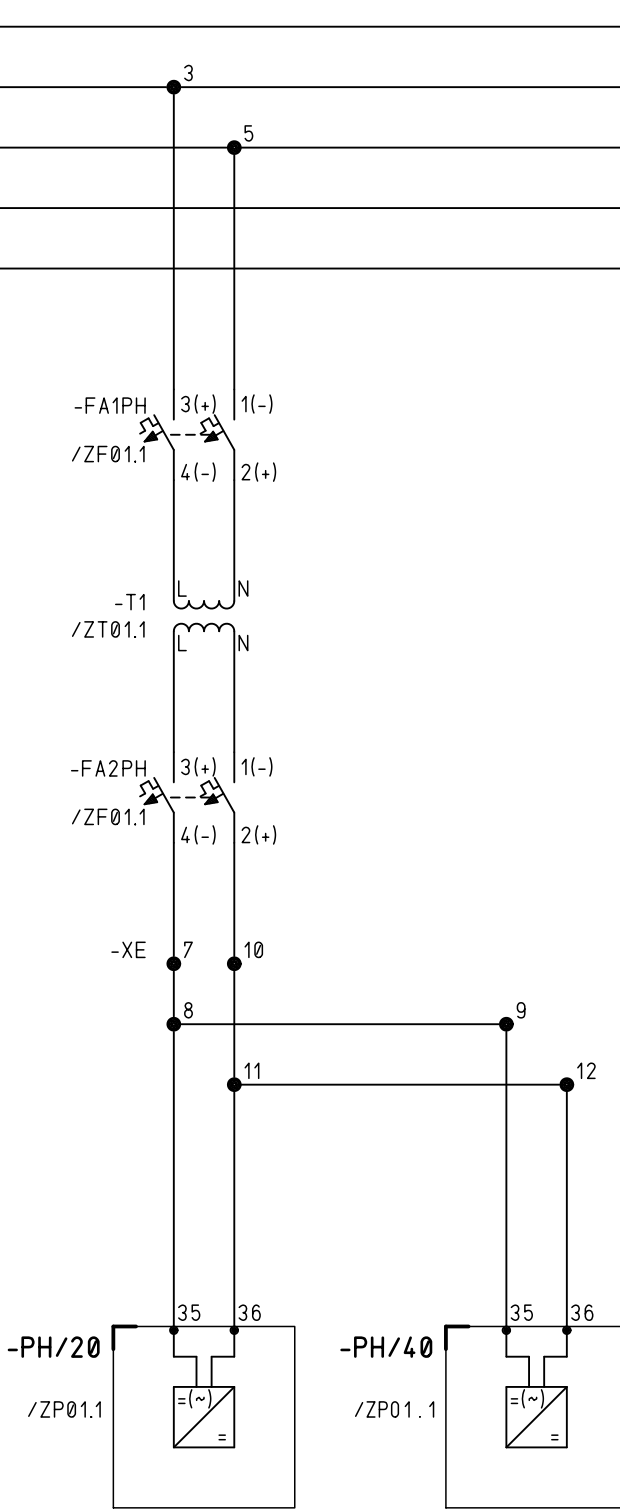 3
5
-FA1PH 3(+) 1(-)
/ZF01.1 4(-) 2(+)
L N
-T1
/ZT01.1
L N
-FA2PH 3(+) 1(-)
/ZF01.1 4(-) 2(+)
-XE 7 10
8 9
11 12
35 36 35 36
-PH/20 -PH/40
=(~) =(~)
/ZP01.1 /ZP01.1
= =